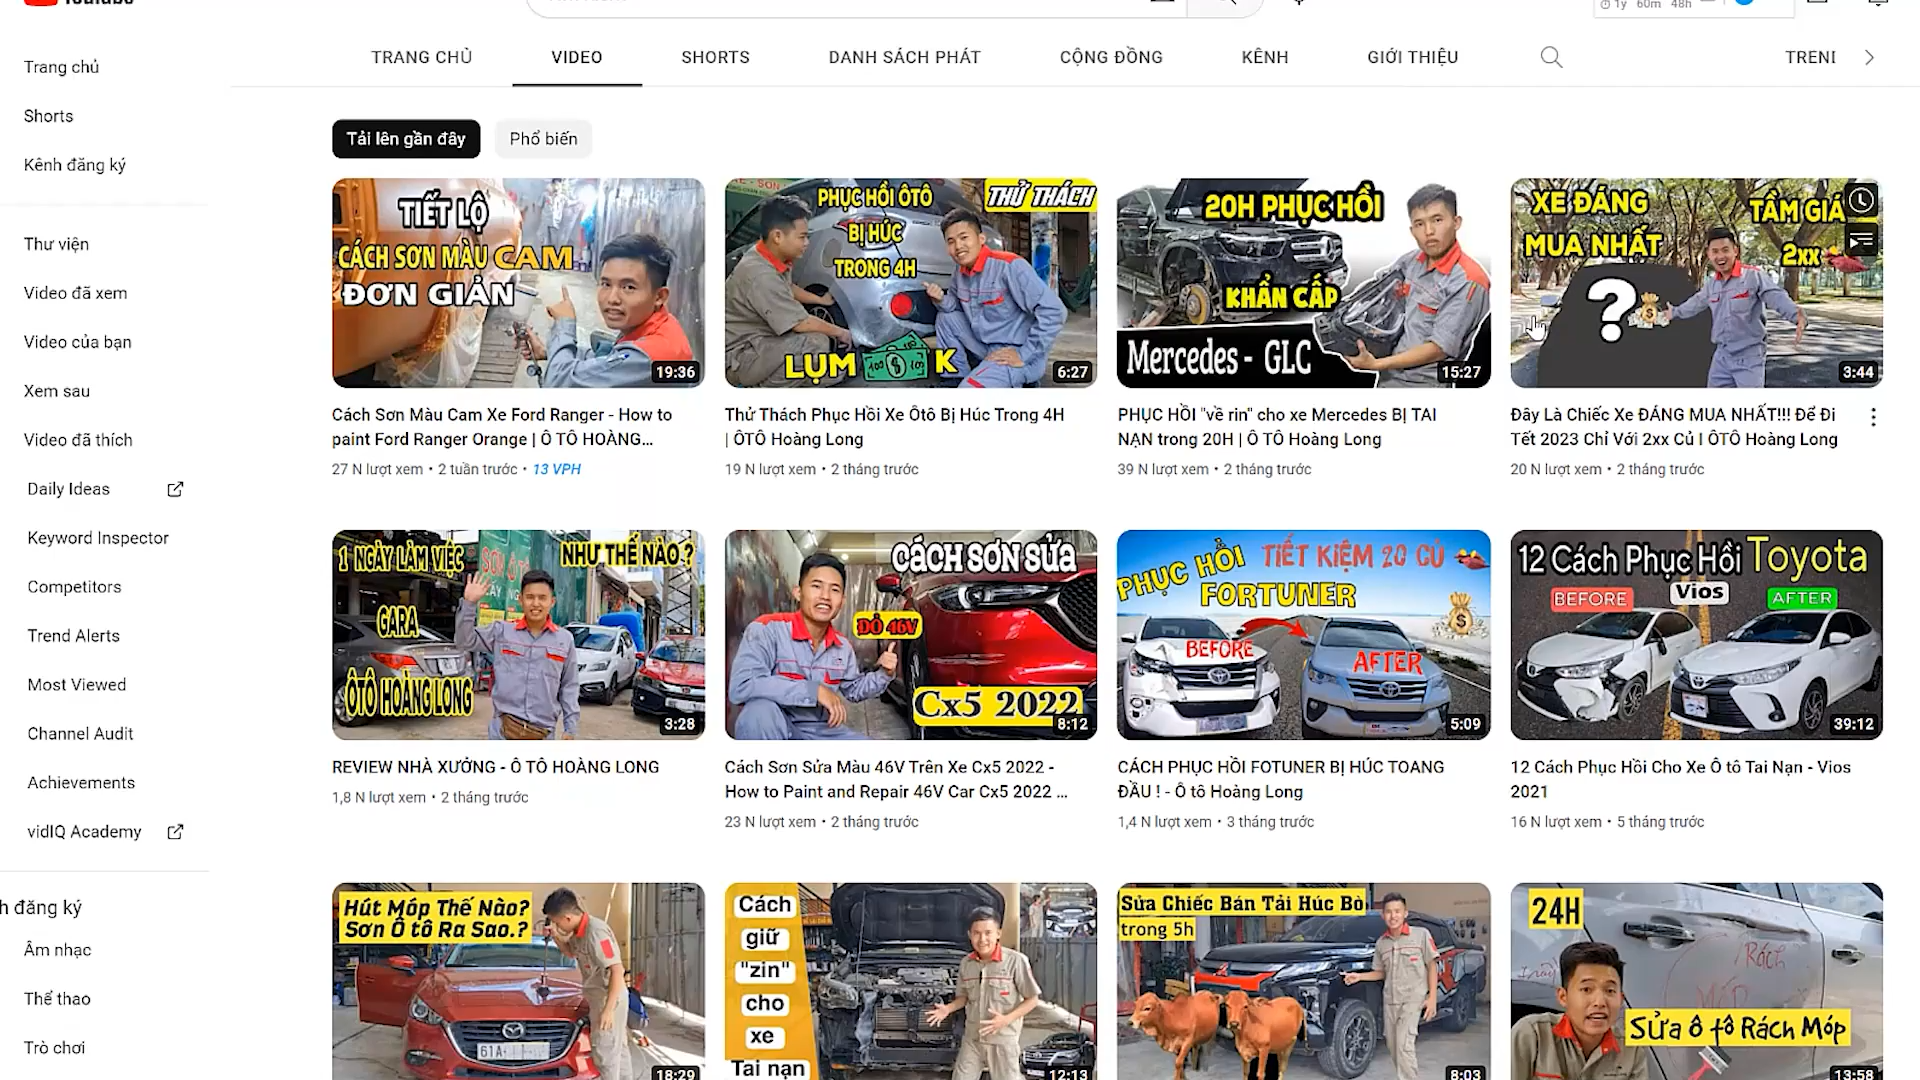 YouTube
1y 60m 48h
TRANG CHỦ VIDEO SHORTS DANH SÁCH PHÁT CỘNG ĐỒNG KÊNH GIỚI THIỆU TREN
Trang chủ
Shorts
Kênh đăng ký
Thư viện
Video đã xem
Video của bạn
Xem sau
Video đã thích
Daily Ideas
Keyword Inspector
Competitors
Trend Alerts
Most Viewed
Channel Audit
Achievements
vidIQ Academy
h đăng ký
Âm nhạc
Thể thao
Trò chơi
Tải lên gần đây Phổ biến
TIẾT LỘ
CÁCH SƠN MÀU CAM
ĐƠN GIẢN
19:36
Cách Sơn Màu Cam Xe Ford Ranger - How to
paint Ford Ranger Orange | Ô TÔ HOÀNG...
27 N lượt xem • 2 tuần trước • 13 VPH
PHỤC HỒI ÔTÔ
BỊ HÚC
TRONG 4H
THỬ THÁCH
LỤM K
6:27
Thử Thách Phục Hồi Xe Ôtô Bị Húc Trong 4H
| ÔTÔ Hoàng Long
19 N lượt xem • 2 tháng trước
20H PHỤC HỒI
KHẨN CẤP
Mercedes - GLC
15:27
PHỤC HỒI "về rin" cho xe Mercedes BỊ TAI
NẠN trong 20H | Ô TÔ Hoàng Long
39 N lượt xem • 2 tháng trước
XE ĐÁNG
MUA NHẤT
TẦM GIÁ
2xx
?
$
3:44
Đây Là Chiếc Xe ĐÁNG MUA NHẤT!!! Để Đi
Tết 2023 Chỉ Với 2xx Củ I ÔTÔ Hoàng Long
20 N lượt xem • 2 tháng trước
1 NGÀY LÀM VIỆC
NHƯ THẾ NÀO?
GARA
ÔTÔ HOÀNG LONG
3:28
REVIEW NHÀ XƯỞNG - Ô TÔ HOÀNG LONG
1,8 N lượt xem • 2 tháng trước
CÁCH SƠN SỬA
ĐỎ 46V
Cx5 2022
8:12
Cách Sơn Sửa Màu 46V Trên Xe Cx5 2022 -
How to Paint and Repair 46V Car Cx5 2022 ...
23 N lượt xem • 2 tháng trước
PHỤC HỒI TIẾT KIỆM 20 CỦ
FORTUNER
BEFORE
AFTER
5:09
CÁCH PHỤC HỒI FOTUNER BỊ HÚC TOANG
ĐẦU ! - Ô tô Hoàng Long
1,4 N lượt xem • 3 tháng trước
12 Cách Phục Hồi Toyota
BEFORE Vios AFTER
39:12
12 Cách Phục Hồi Cho Xe Ô tô Tai Nạn - Vios
2021
16 N lượt xem • 5 tháng trước
Hút Móp Thế Nào?
Sơn Ô tô Ra Sao.?
61A
18:29
Cách
giữ
"zin"
cho
xe
Tai nạn
12:13
Sửa Chiếc Bán Tải Húc Bò
trong 5h
8:03
24H
Rách
MÓP
Sửa ô tô Rách Móp
13:58